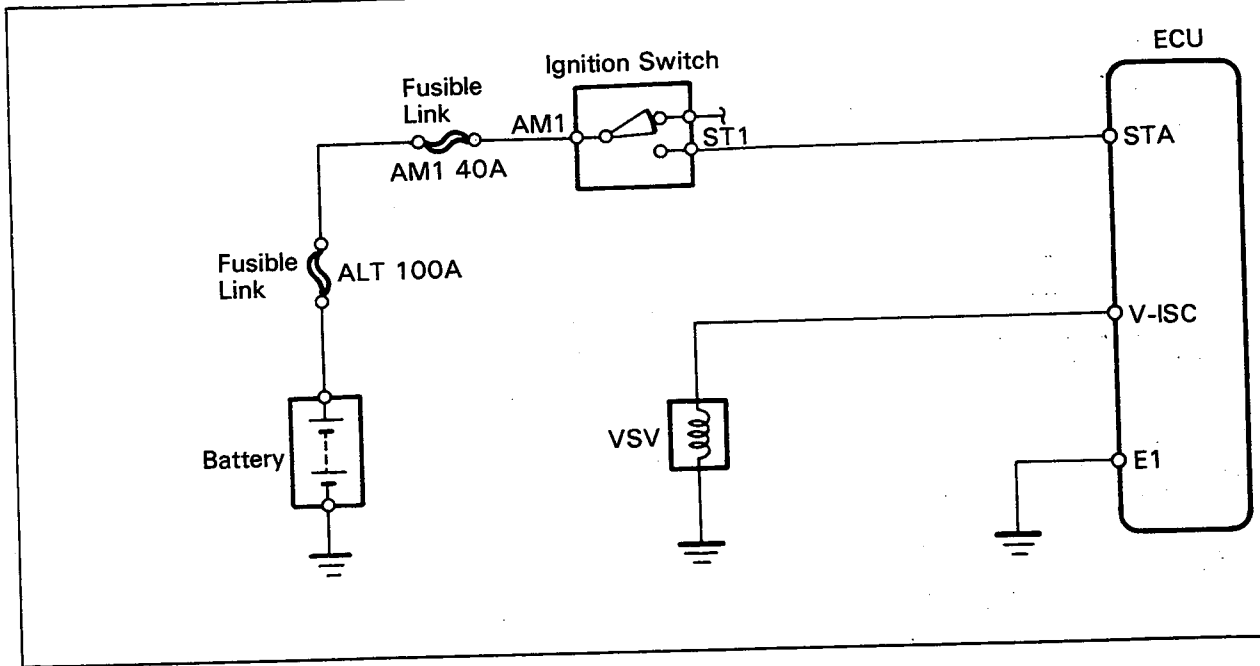 ECU
Ignition Switch
Fusible
Link
AM1
ST1
STA
AM1 40A
Fusible
Link
ALT 100A
V-ISC
VSV
Battery
E1